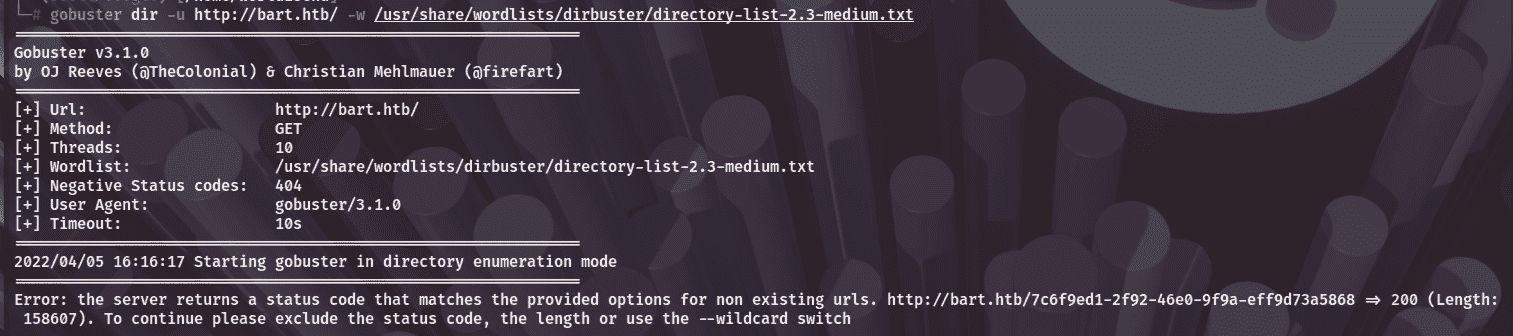 └─# gobuster dir -u http://bart.htb/ -w /usr/share/wordlists/dirbuster/directory-list-2.3-medium.txt
===============================================================
Gobuster v3.1.0
by OJ Reeves (@TheColonial) & Christian Mehlmauer (@firefart)
===============================================================
[+] Url:                     http://bart.htb/
[+] Method:                  GET
[+] Threads:                 10
[+] Wordlist:                /usr/share/wordlists/dirbuster/directory-list-2.3-medium.txt
[+] Negative Status codes:   404
[+] User Agent:              gobuster/3.1.0
[+] Timeout:                 10s
===============================================================
2022/04/05 16:16:17 Starting gobuster in directory enumeration mode
===============================================================
Error: the server returns a status code that matches the provided options for non existing urls. http://bart.htb/7c6f9ed1-2f92-46e0-9f9a-eff9d73a5868 => 200 (Length:
 158607). To continue please exclude the status code, the length or use the --wildcard switch